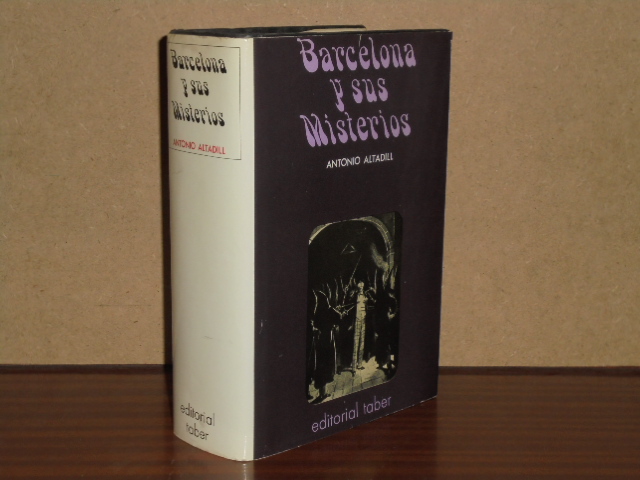 Barcelona
y sus
Misterios
ANTONIO ALTADILL
editorial
taber
Barcelona
y sus
Misterios
ANTONIO ALTADILL
editorial taber